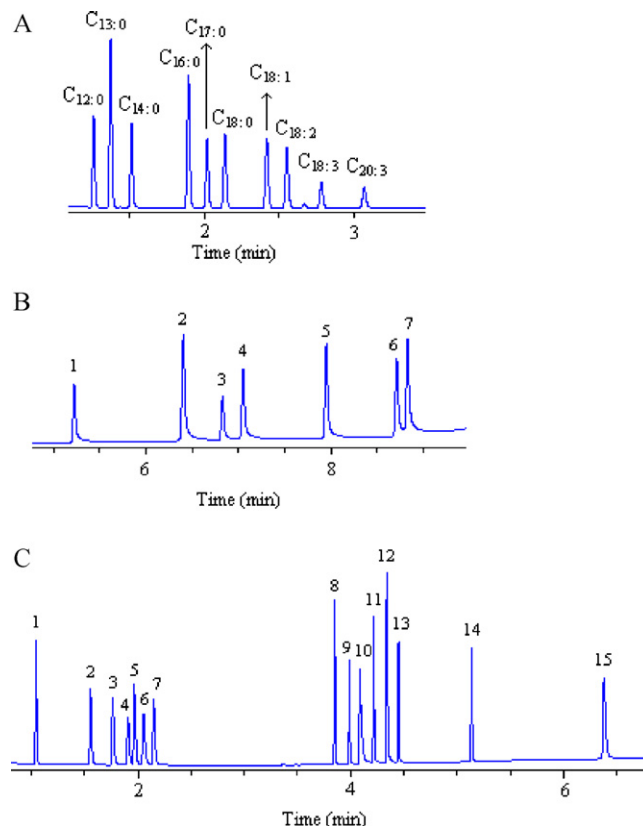 A
C12:0
C13:0
C14:0
C16:0
C17:0
C18:0
C18:1
C18:2
C18:3
C20:3
2 3
Time (min)
B
1 2 3 4 5 6 7
6 8
Time (min)
C
1 2 3 4 5 6 7 8 9 10 11 12 13 14 15
2 4 6
Time (min)